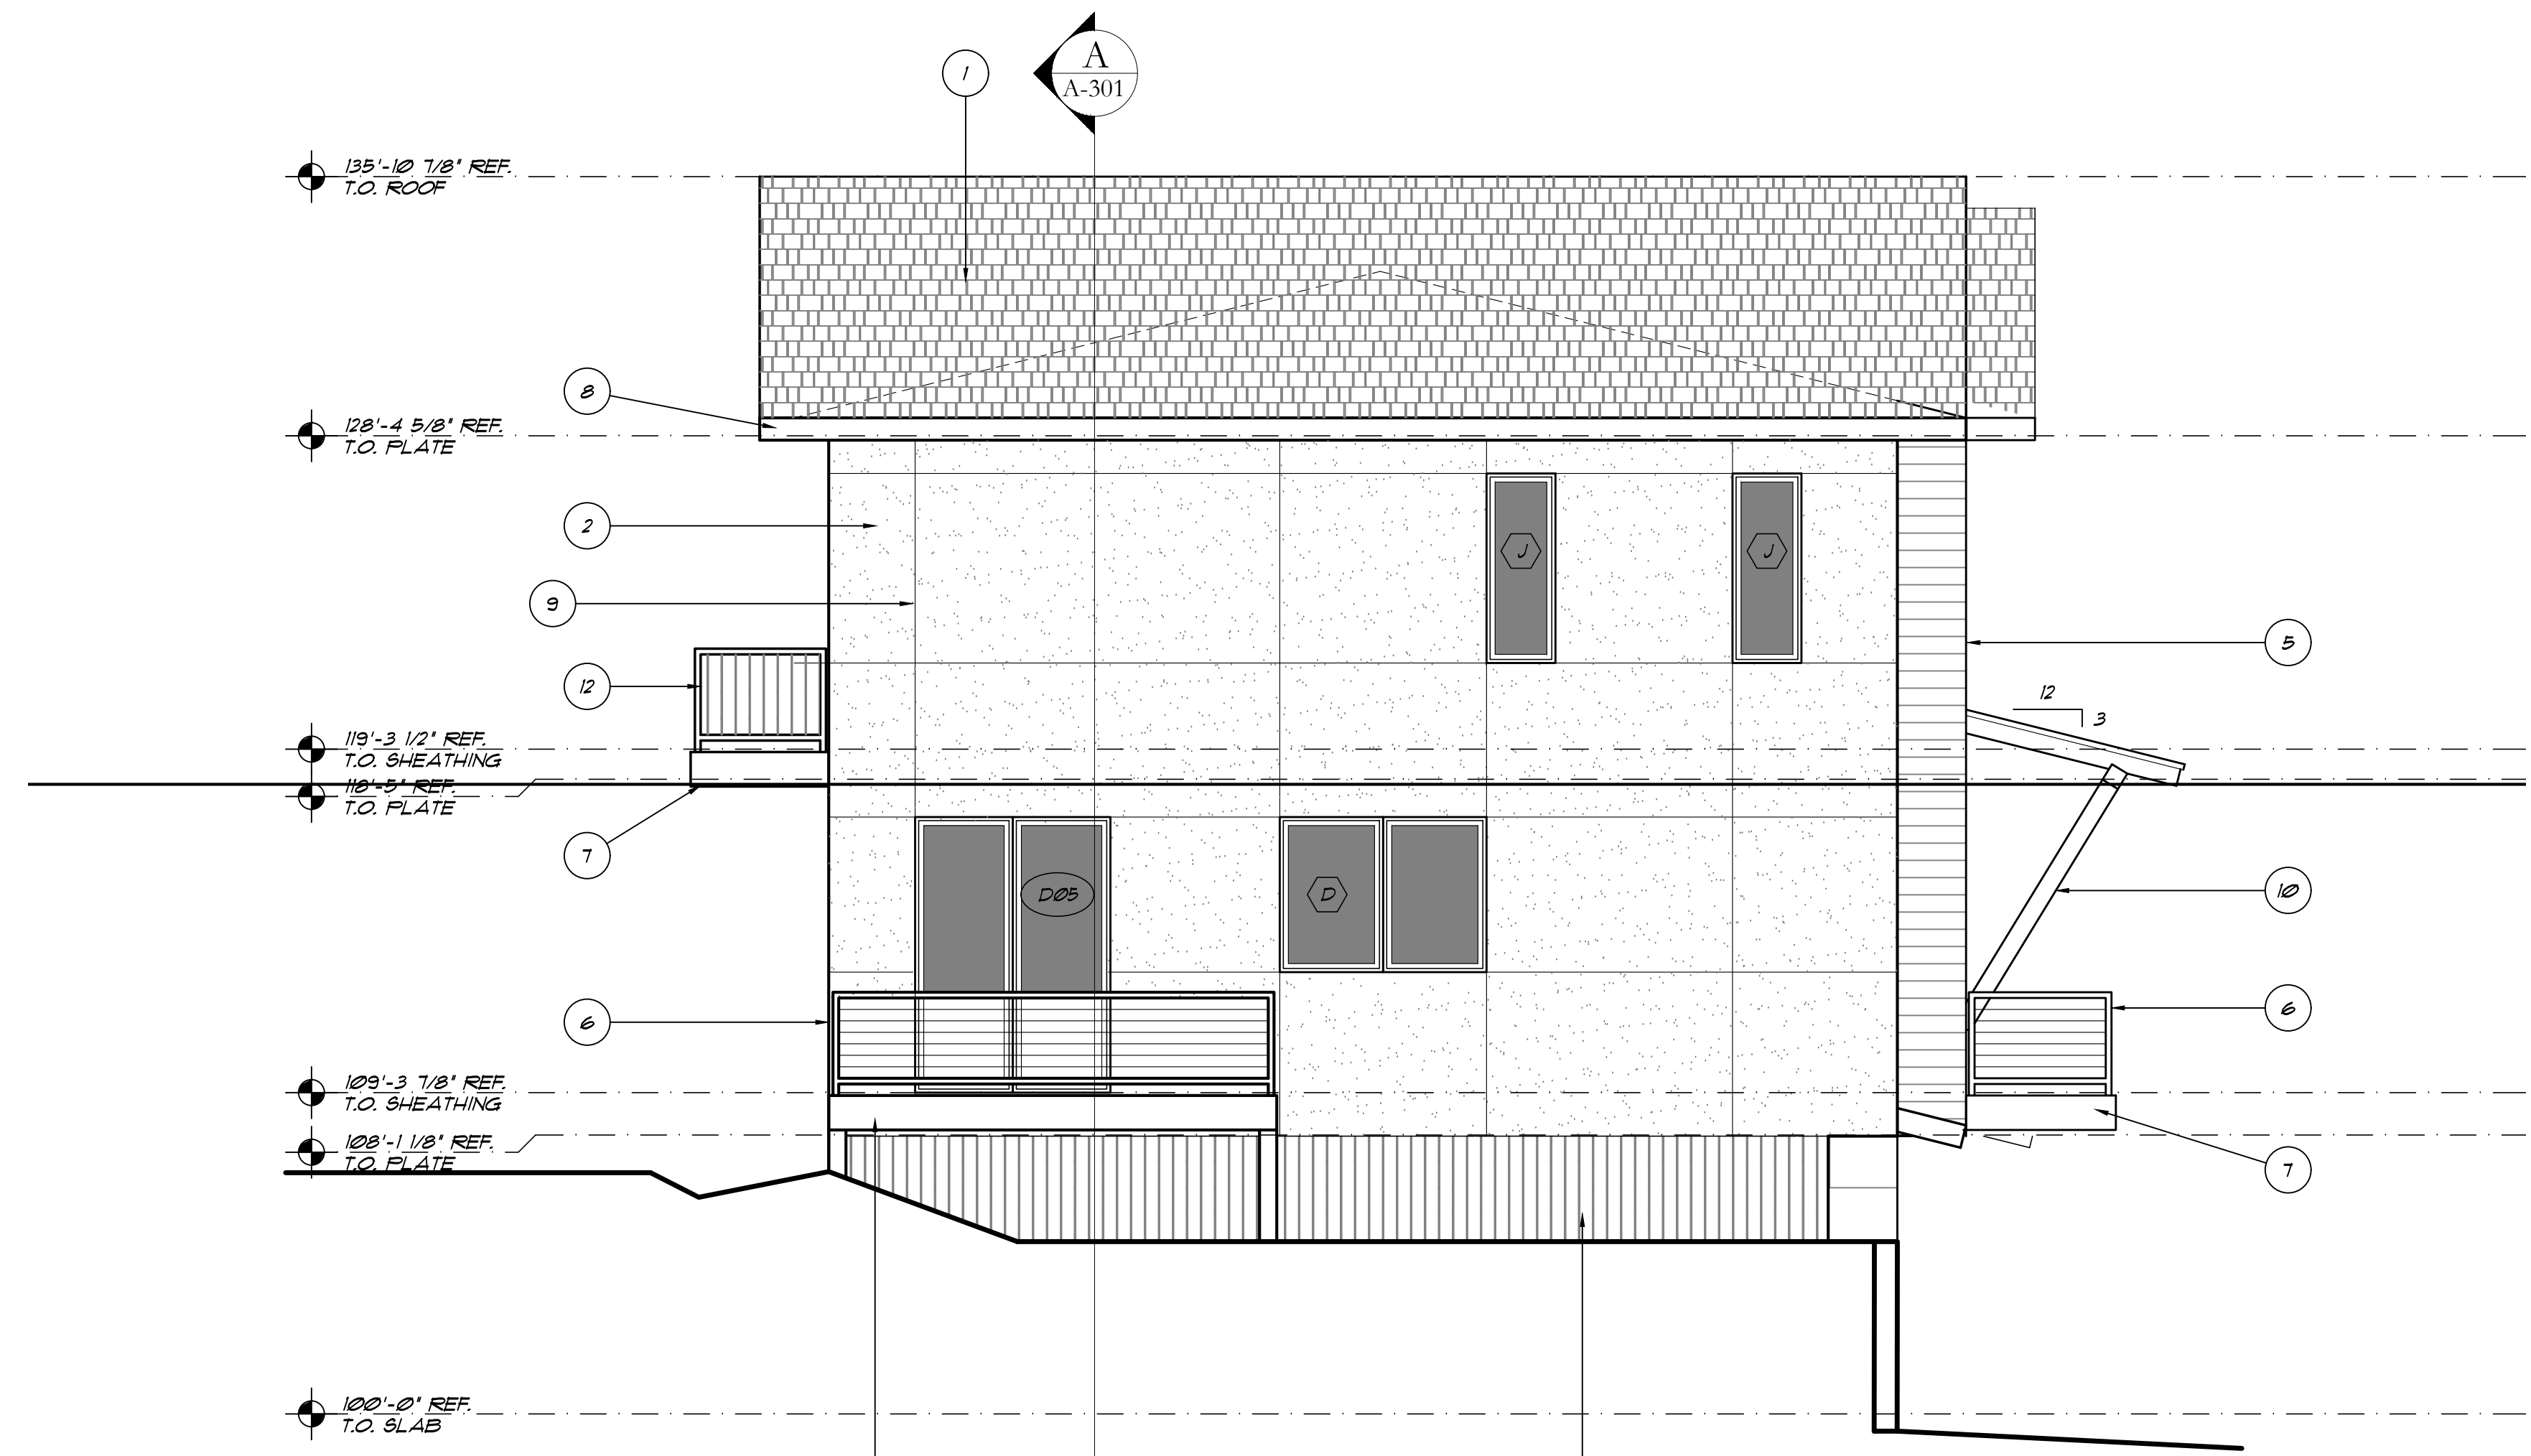 A
A-301
1
135'-10 7/8" REF.
T.O. ROOF
8
128'-4 5/8" REF.
T.O. PLATE
2
J
J
9
5
12
12
3
119'-3 1/2" REF.
T.O. SHEATHING
118'-5" REF.
T.O. PLATE
7
D05
D
10
6
6
109'-3 7/8" REF.
T.O. SHEATHING
108'-1 1/8" REF.
T.O. PLATE
7
100'-0" REF.
T.O. SLAB